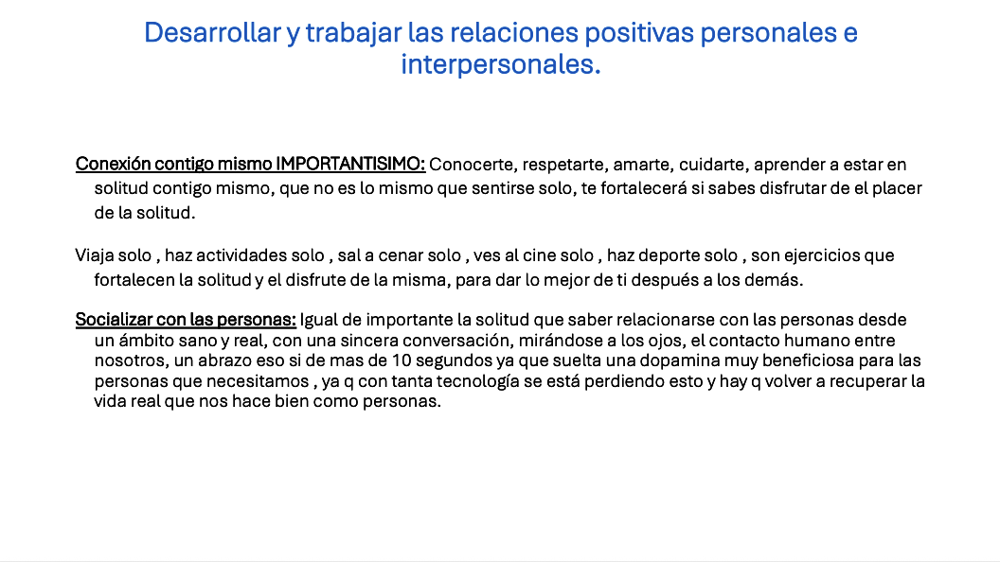 Desarrollar y trabajar las relaciones positivas personales e
interpersonales.
Conexión contigo mismo IMPORTANTISIMO: Conocerte, respetarte, amarte, cuidarte, aprender a estar en
solitud contigo mismo, que no es lo mismo que sentirse solo, te fortalecerá si sabes disfrutar de el placer
de la solitud.
Viaja solo , haz actividades solo , sal a cenar solo , ves al cine solo , haz deporte solo , son ejercicios que
fortalecen la solitud y el disfrute de la misma, para dar lo mejor de ti después a los demás.
Socializar con las personas: Igual de importante la solitud que saber relacionarse con las personas desde
un ámbito sano y real, con una sincera conversación, mirándose a los ojos, el contacto humano entre
nosotros, un abrazo eso si de mas de 10 segundos ya que suelta una dopamina muy beneficiosa para las
personas que necesitamos , ya q con tanta tecnología se está perdiendo esto y hay q volver a recuperar la
vida real que nos hace bien como personas.